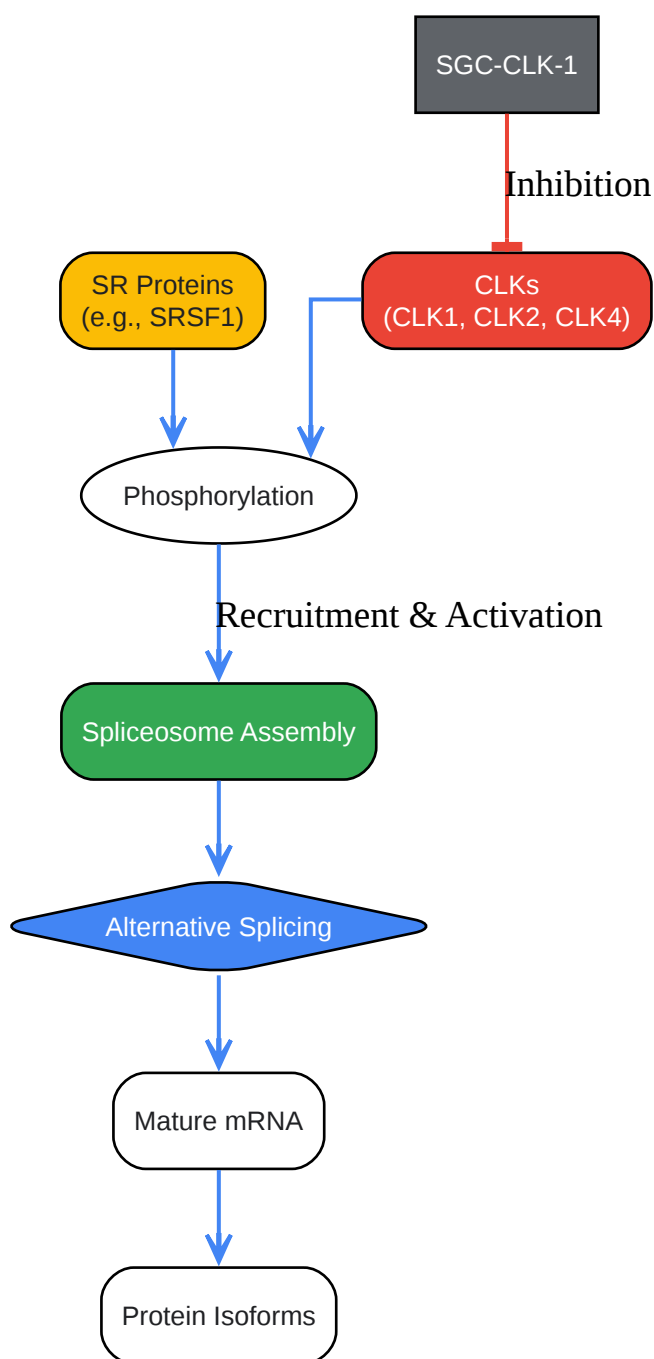 SGC-CLK-1
Inhibition
SR Proteins
(e.g., SRSF1)
CLKs
(CLK1, CLK2, CLK4)
Phosphorylation
Recruitment & Activation
Spliceosome Assembly
Alternative Splicing
Mature mRNA
Protein Isoforms